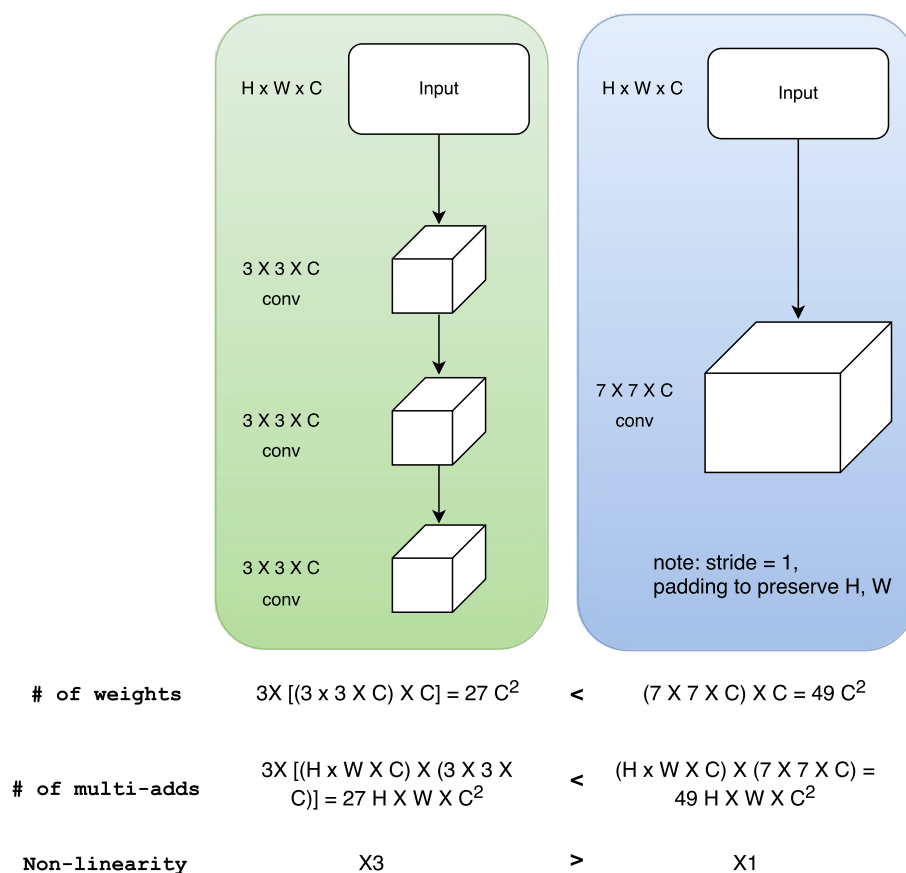 H x W x C
Input
3 X 3 X C
conv
3 X 3 X C
conv
3 X 3 X C
conv
H x W x C
Input
7 X 7 X C
conv
note: stride = 1,
padding to preserve H, W
# of weights 3X [(3 x 3 X C) X C] = 27 C² < (7 X 7 X C) X C = 49 C²
# of multi-adds
3X [(H x W X C) X (3 X 3 X
C)] = 27 H X W X C²
<
(H x W X C) X (7 X 7 X C) =
49 H X W X C²
Non-linearity X3 > X1